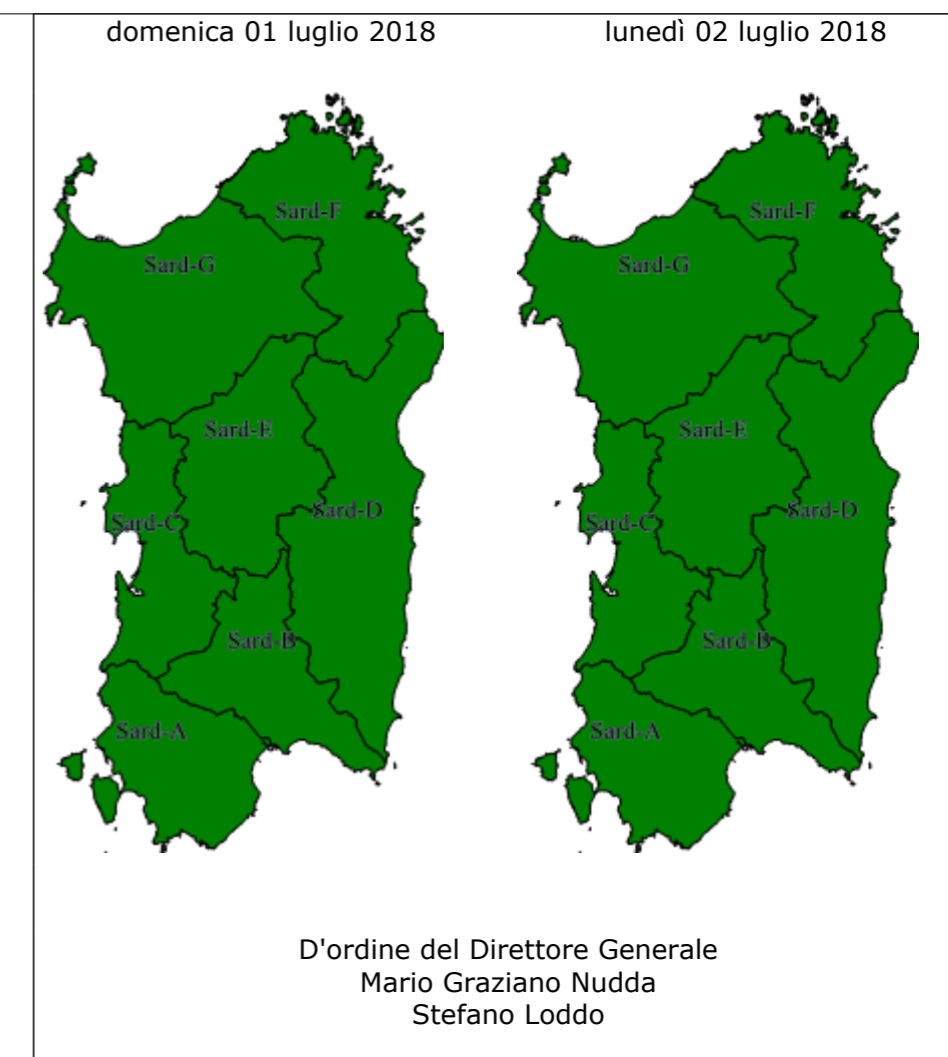 domenica 01 luglio 2018
lunedì 02 luglio 2018
Sard-F
Sard-G
Sard-E
Sard-D
Sard-C
Sard-B
Sard-A
Sard-F
Sard-G
Sard-E
Sard-D
Sard-C
Sard-B
Sard-A
D'ordine del Direttore Generale
Mario Graziano Nudda
Stefano Loddo